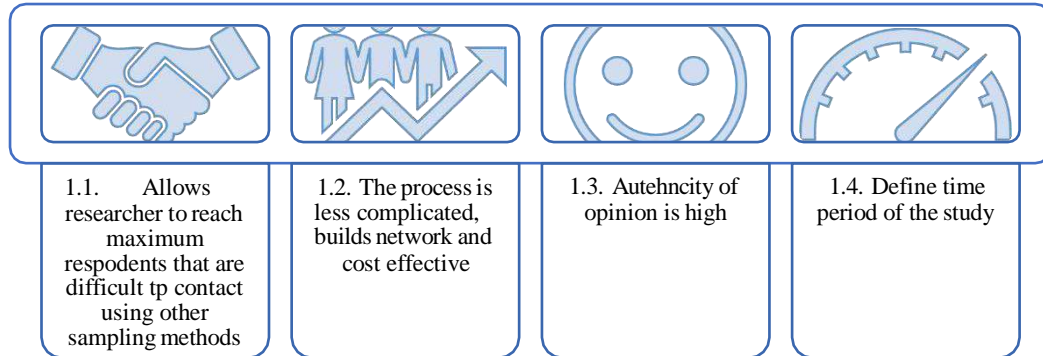 1.1. Allows
researcher to reach
maximum
respodents that are
difficult tp contact
using other
sampling methods
1.2. The process is
less complicated,
builds network and
cost effective
1.3. Autehncity of
opinion is high
1.4. Define time
period of the study